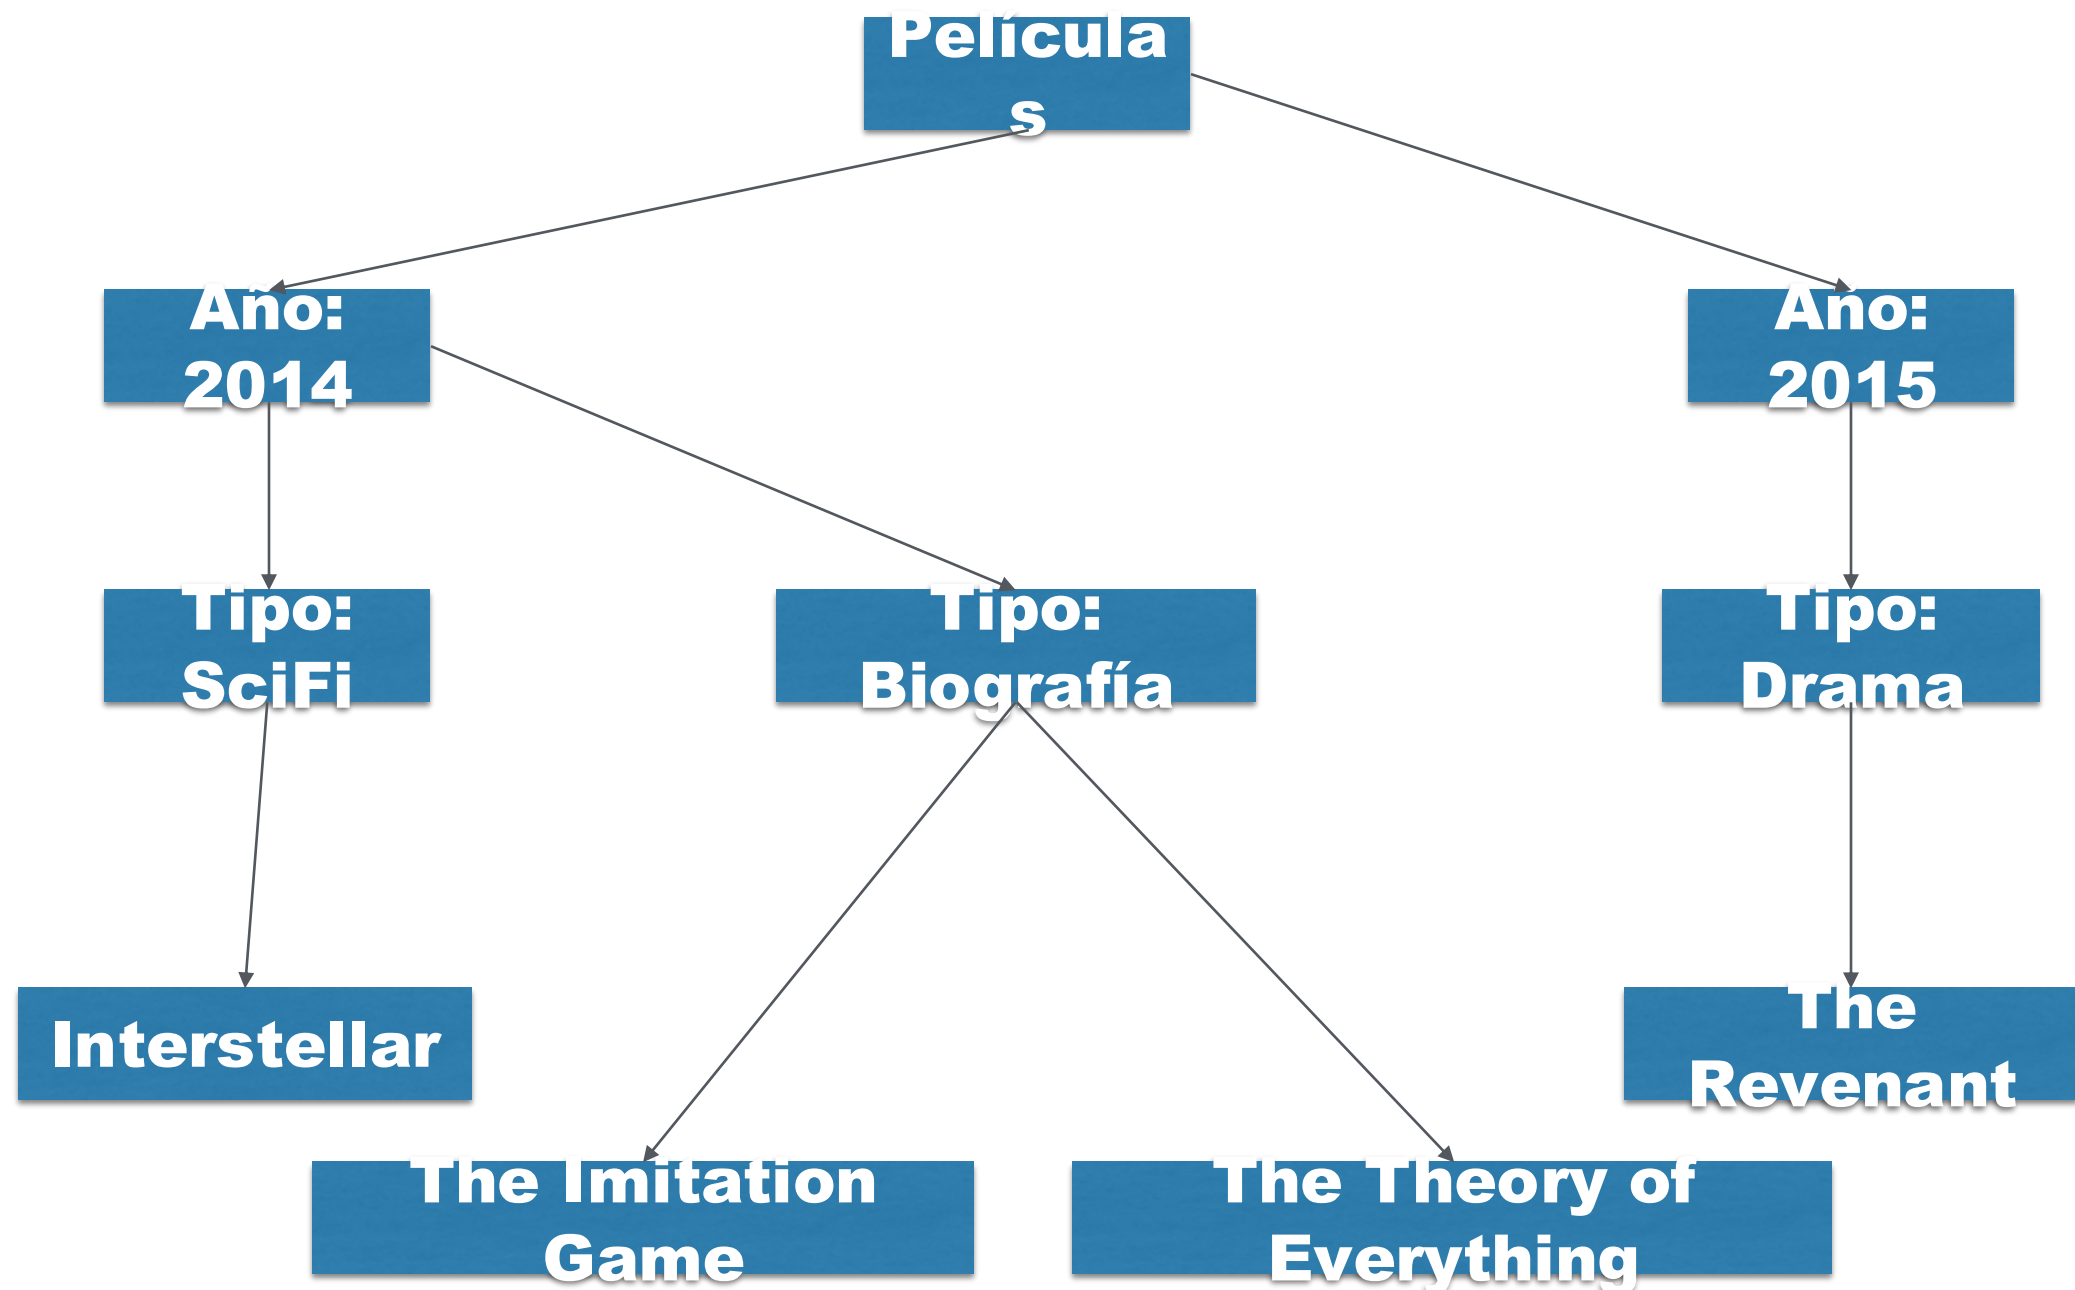 Película
s
Año:
2014
Año:
2015
Tipo:
SciFi
Tipo:
Biografía
Tipo:
Drama
Interstellar
The
Revenant
The Imitation
Game
The Theory of
Everything